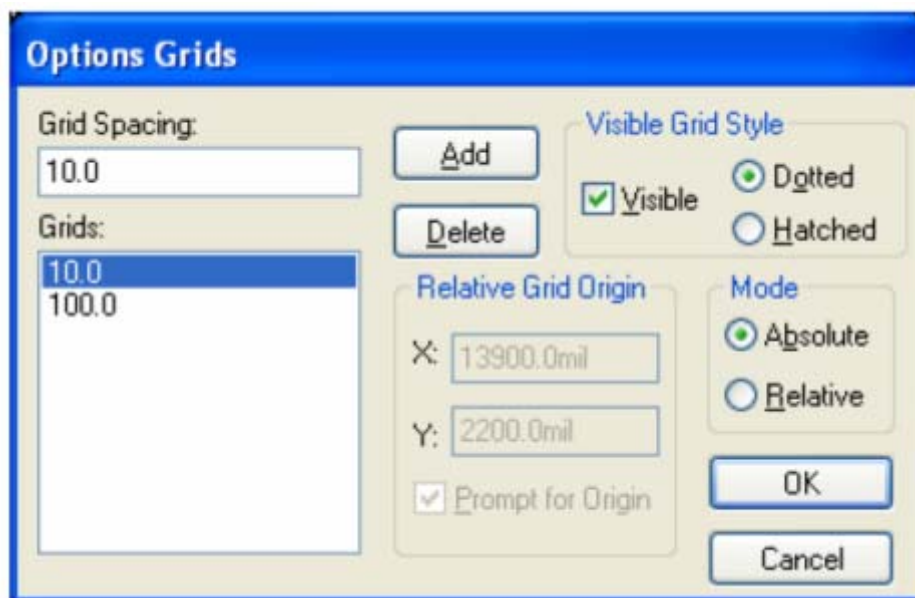 Options Grids
Grid Spacing:
10.0
Grids:
10.0
100.0
Add
Delete
Visible Grid Style
Visible
Dotted
Hatched
Relative Grid Origin
X: 13900.0mil
Y: 2200.0mil
Prompt for Origin
Mode
Absolute
Relative
OK
Cancel